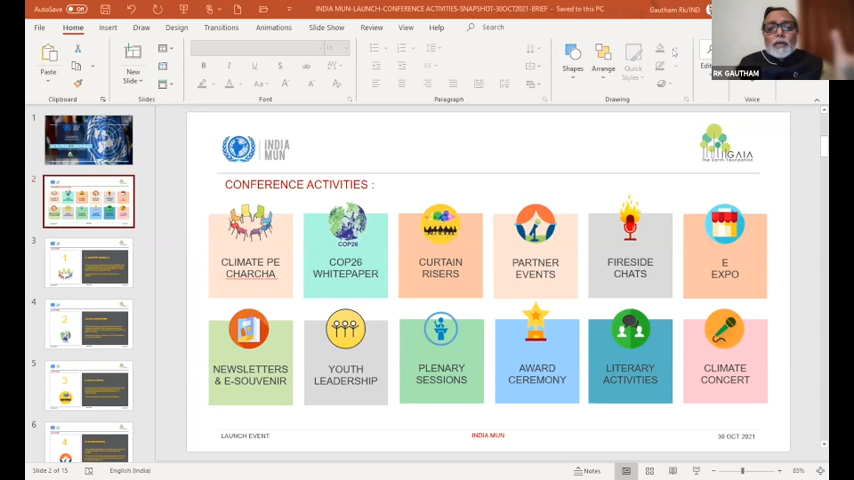 AutoSave Off
INDIA MUN-LAUNCH-CONFERENCE ACTIVITIES-SNAPSHOT-30OCT2021-BRIEF - Saved to this PC
Gautham Rk/IND
File Home Insert Draw Design Transitions Animations Slide Show Review View Help Search
Paste
New
Slide
Shapes Arrange Quick
Styles
RK GAUTHAM
Clipboard Slides Font Paragraph Drawing Voice
1
2
3
4
5
6
INDIA
MUN
GAIA
The Earth Foundation
CONFERENCE ACTIVITIES :
CLIMATE PE
CHARCHA
COP26
COP26
WHITEPAPER
CURTAIN
RISERS
PARTNER
EVENTS
FIRESIDE
CHATS
E
EXPO
NEWSLETTERS
& E-SOUVENIR
YOUTH
LEADERSHIP
PLENARY
SESSIONS
AWARD
CEREMONY
LITERARY
ACTIVITIES
CLIMATE
CONCERT
LAUNCH EVENT INDIA MUN 30 OCT 2021
Slide 2 of 15 English (India) Notes 83%